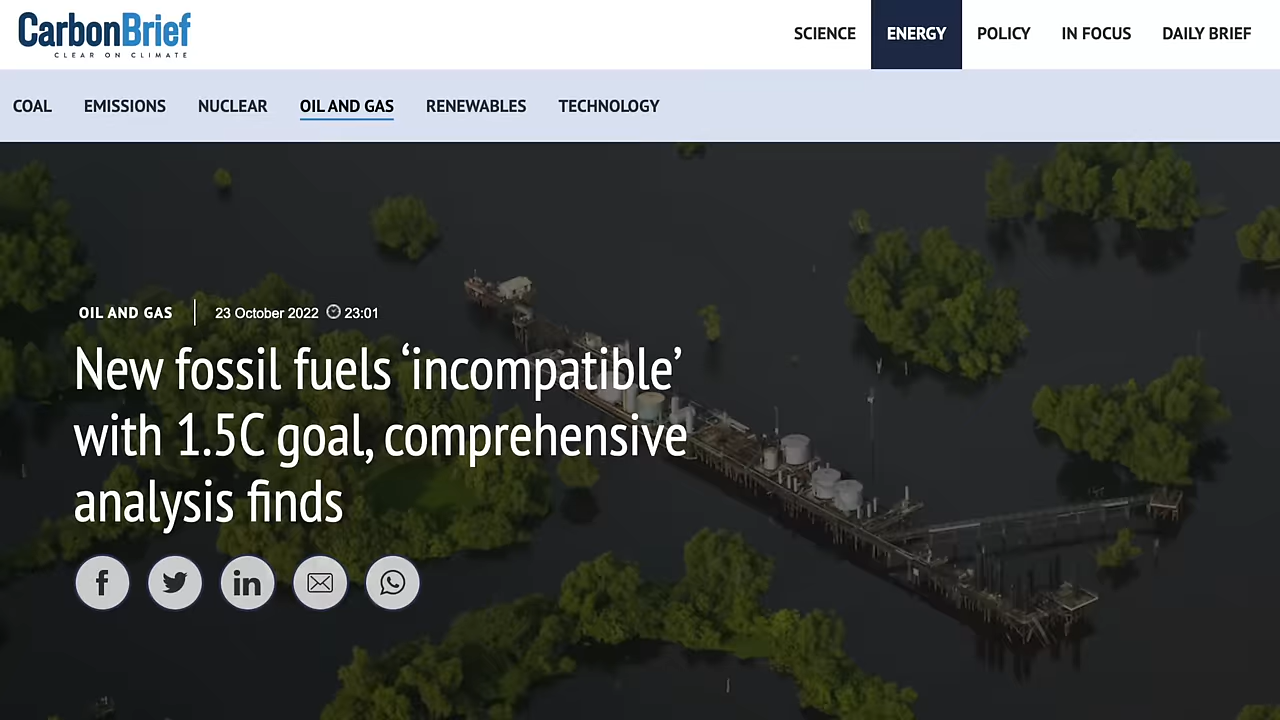 CarbonBrief
CLEAR ON CLIMATE
SCIENCE ENERGY POLICY IN FOCUS DAILY BRIEF
COAL EMISSIONS NUCLEAR OIL AND GAS RENEWABLES TECHNOLOGY
OIL AND GAS 23 October 2022 23:01
New fossil fuels ‘incompatible’
with 1.5C goal, comprehensive
analysis finds
f in